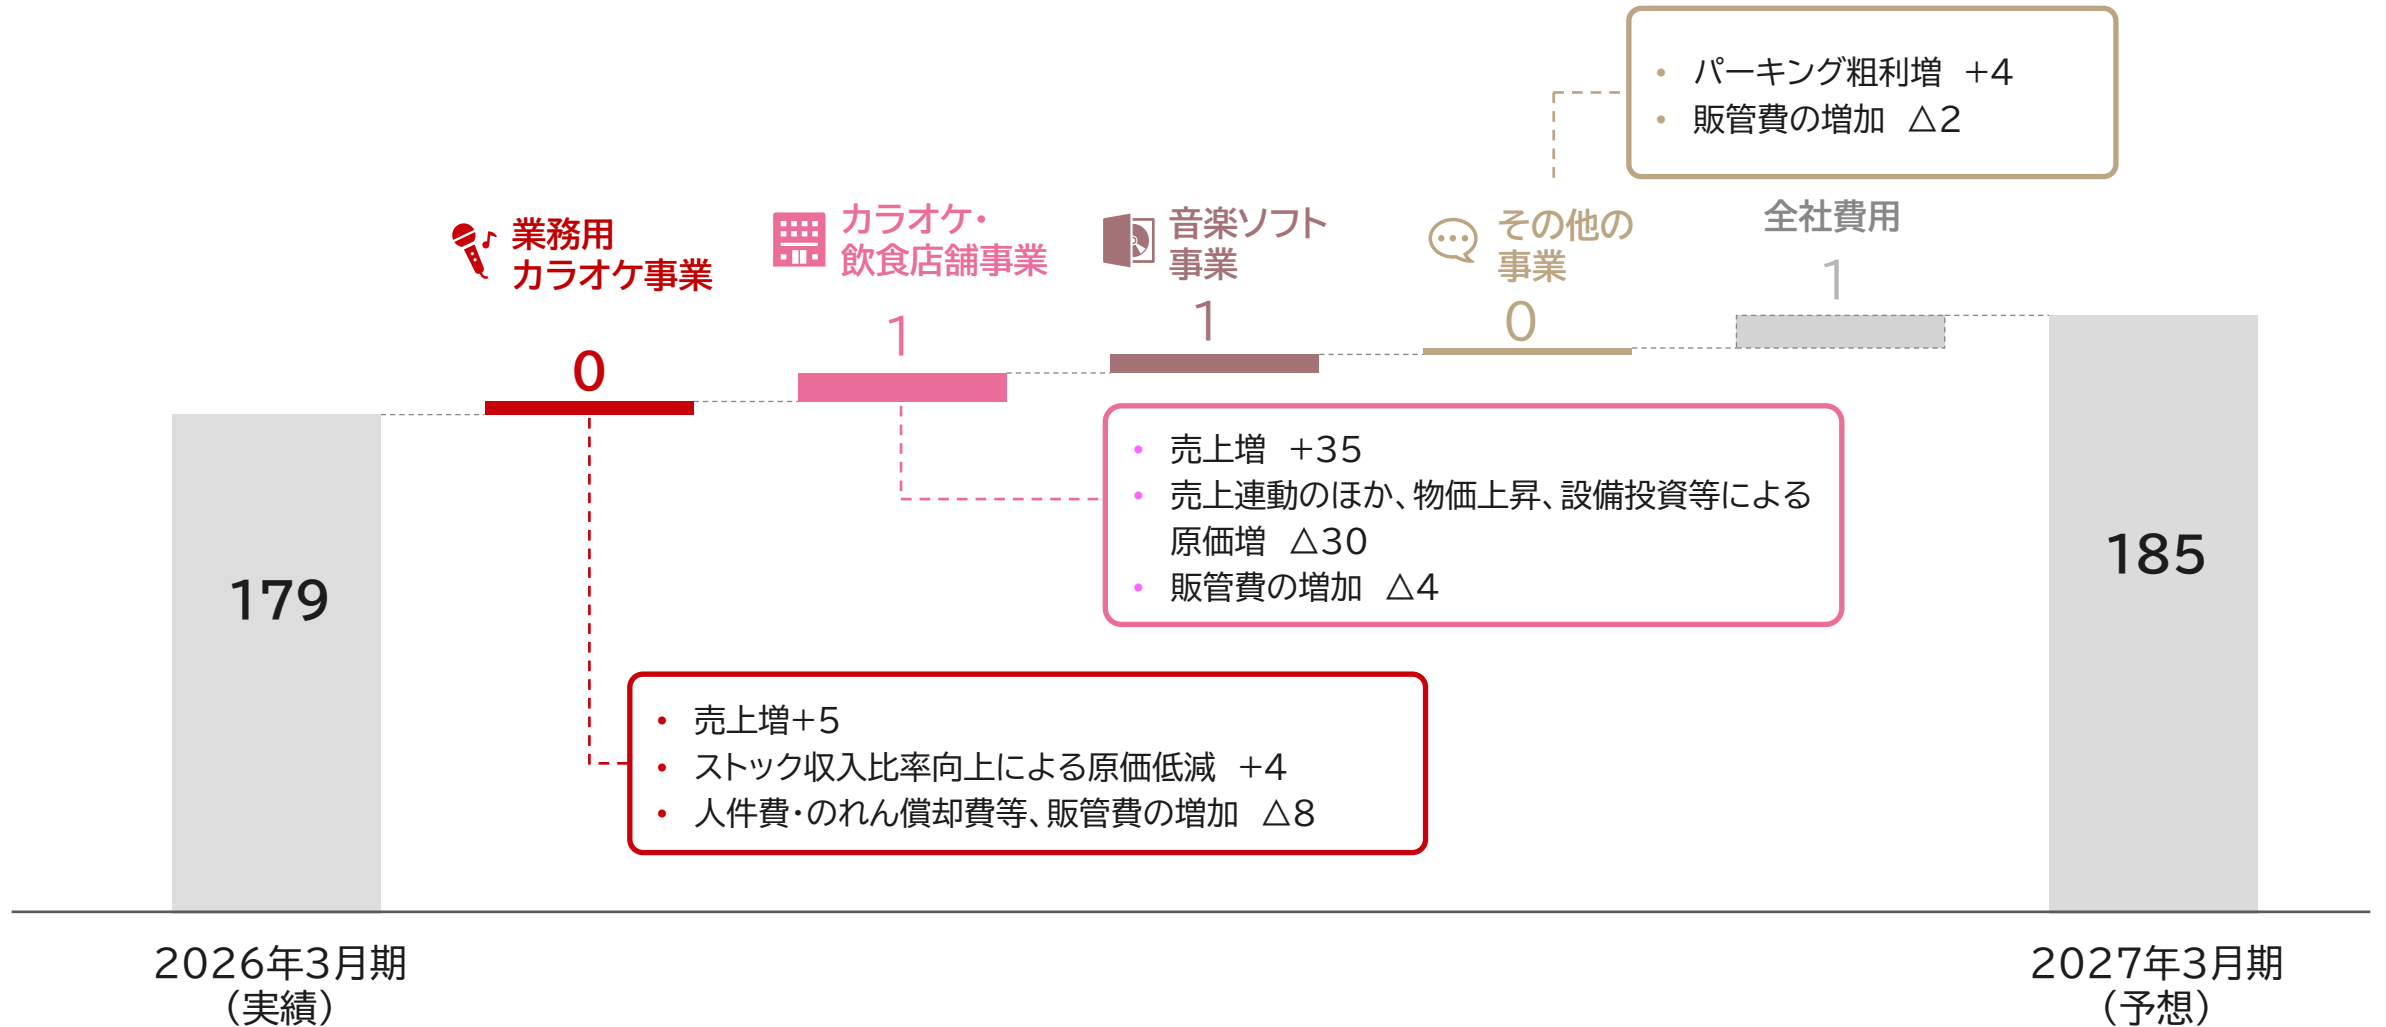 パーキング粗利増　+4
販管費の増加　△2
業務用
カラオケ事業
0
カラオケ・
飲食店舗事業
1
音楽ソフト
事業
1
その他の
事業
0
全社費用
1
179
185
売上増　+35
売上連動のほか、物価上昇、設備投資等による
原価増　△30
販管費の増加　△4
売上増+5
ストック収入比率向上による原価低減　+4
人件費・のれん償却費等、販管費の増加　△8
2026年3月期
（実績）
2027年3月期
（予想）